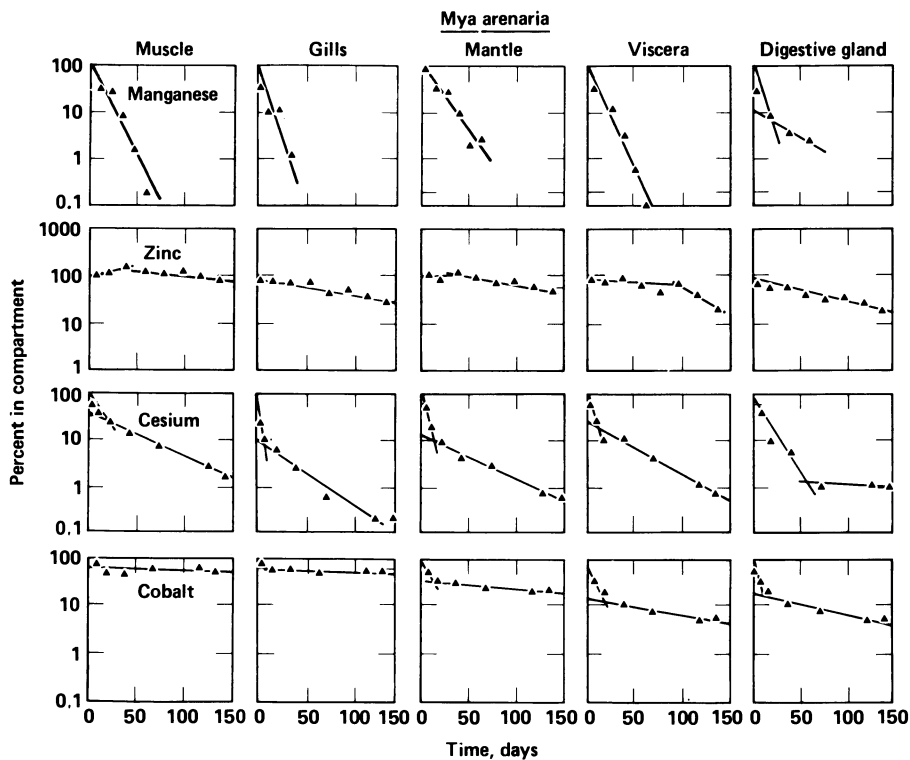 Mya arenaria
Muscle Gills Mantle Viscera Digestive gland
100
Manganese
10
1
0.1
1000
Zinc
100
10
1
100
Cesium
10
1
0.1
100
Cobalt
10
1
0.1
0 50 100 150 0 50 100 150 0 50 100 150 0 50 100 150 0 50 100 150
Percent in compartment
Time, days